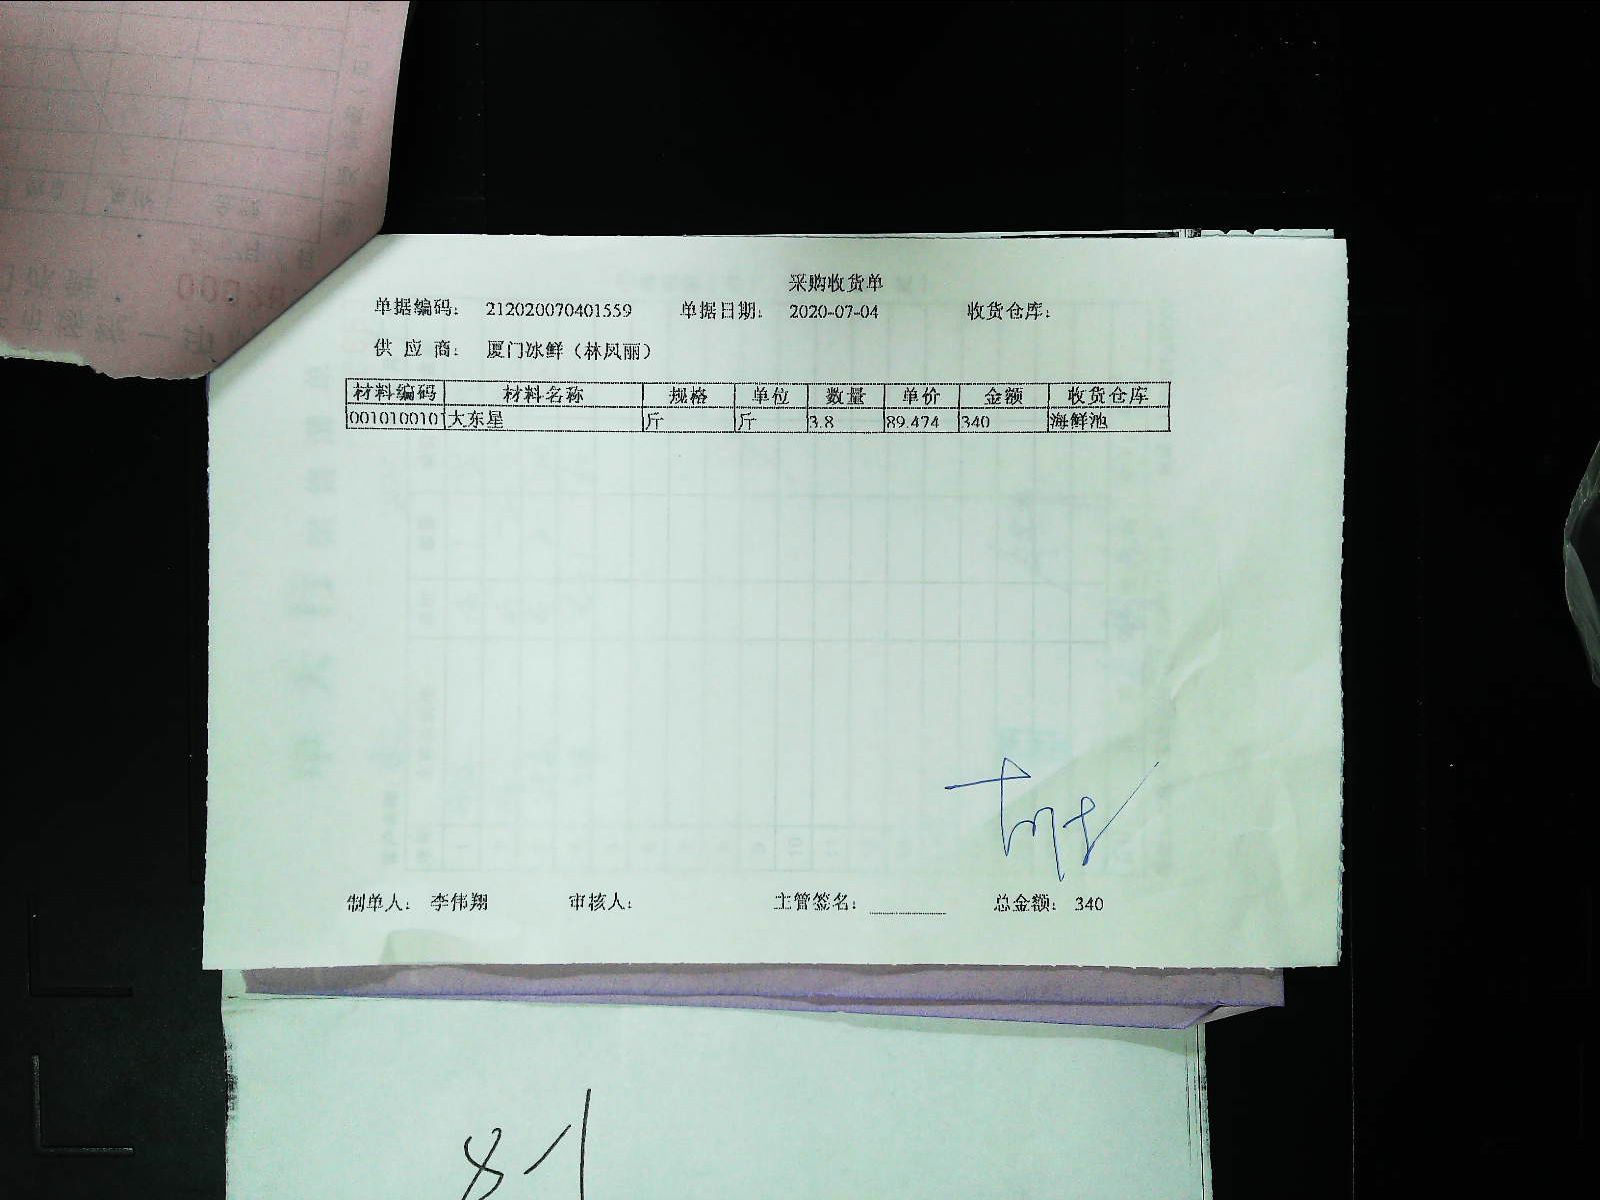 采购收货单
单据编码： 212020070401559 单据日期： 2020-07-04 收货仓库：
供 应 商： 厦门冰鲜（林凤丽）
材料编码 材料名称 规格 单位 数量 单价 金额 收货仓库
001010010 大东星 斤 斤 3.8 89.474 340 海鲜池
制单人： 李伟翔 审核人： 主管签名： 总金额： 340
8-1